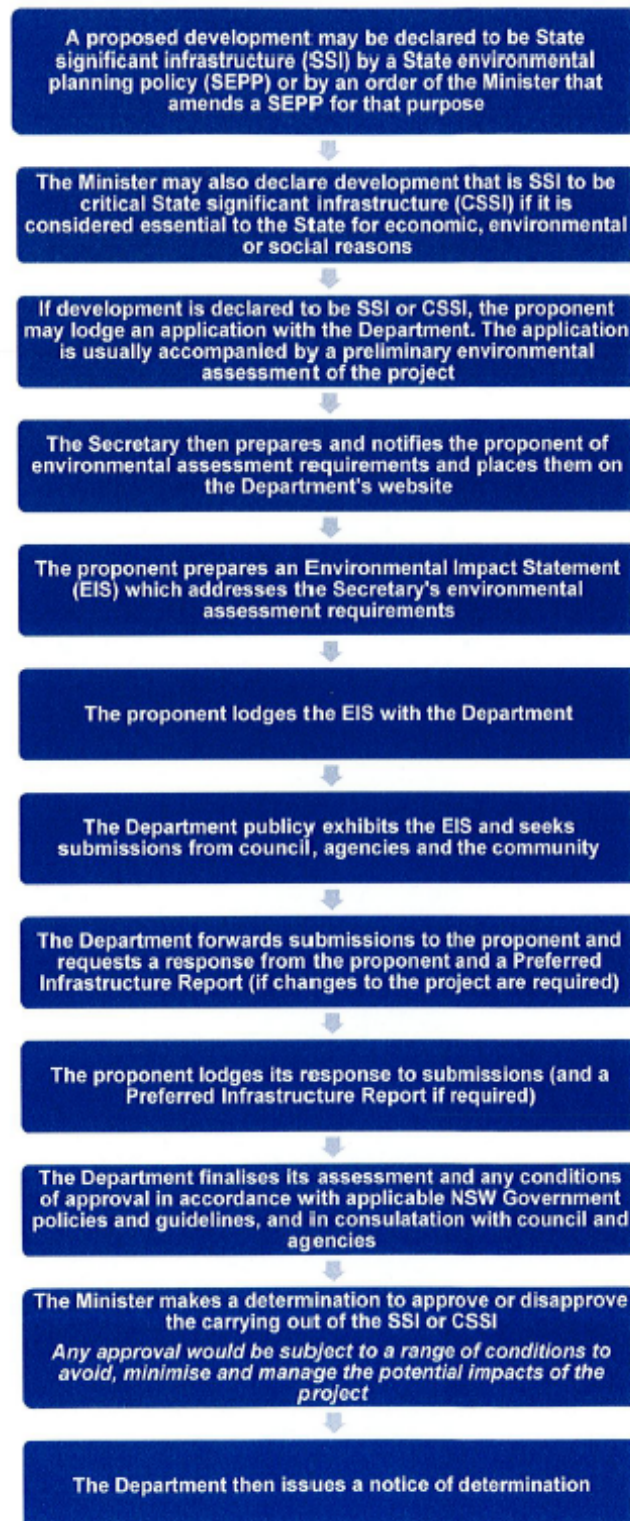 A proposed development may be declared to be State
significant infrastructure (SSI) by a State environmental
planning policy (SEPP) or by an order of the Minister that
amends a SEPP for that purpose
The Minister may also declare development that is SSI to be
critical State significant infrastructure (CSSI) if it is
considered essential to the State for economic, environmental
or social reasons
If development is declared to be SSI or CSSI, the proponent
may lodge an application with the Department. The application
is usually accompanied by a preliminary environmental
assessment of the project
The Secretary then prepares and notifies the proponent of
environmental assessment requirements and places them on
the Department's website
The proponent prepares an Environmental Impact Statement
(EIS) which addresses the Secretary's environmental
assessment requirements
The proponent lodges the EIS with the Department
The Department publicy exhibits the EIS and seeks
submissions from council, agencies and the community
The Department forwards submissions to the proponent and
requests a response from the proponent and a Preferred
Infrastructure Report (if changes to the project are required)
The proponent lodges its response to submissions (and a
Preferred Infrastructure Report if required)
The Department finalises its assessment and any conditions
of approval in accordance with applicable NSW Government
policies and guidelines, and in consulatation with council and
agencies
The Minister makes a determination to approve or disapprove
the carrying out of the SSI or CSSI
Any approval would be subject to a range of conditions to
avoid, minimise and manage the potential impacts of the
project
The Department then issues a notice of determination